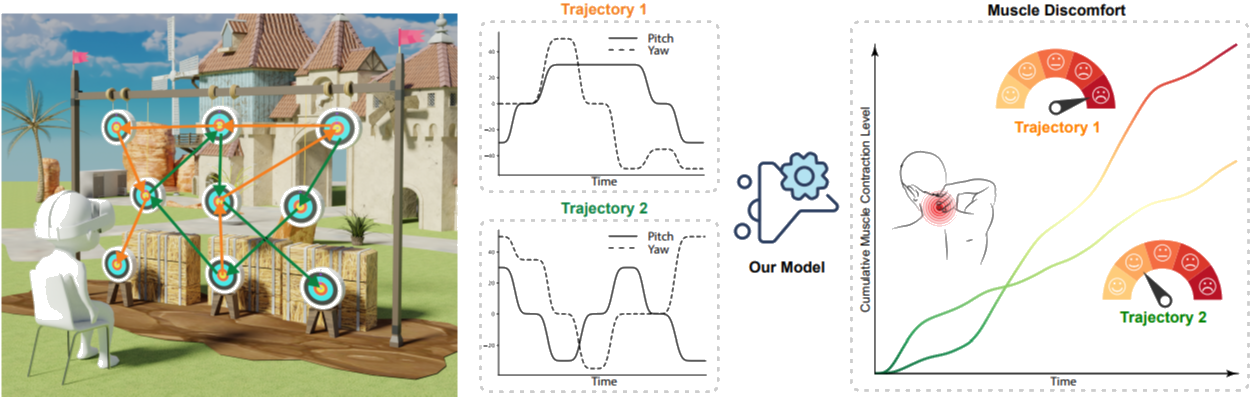 Trajectory 1
Pitch
Yaw
40
20
0
−20
−40
Time
Trajectory 2
Pitch
Yaw
40
20
0
−20
Time
Our Model
Muscle Discomfort
Cumulative Muscle Contraction Level
Trajectory 1
Trajectory 2
Time